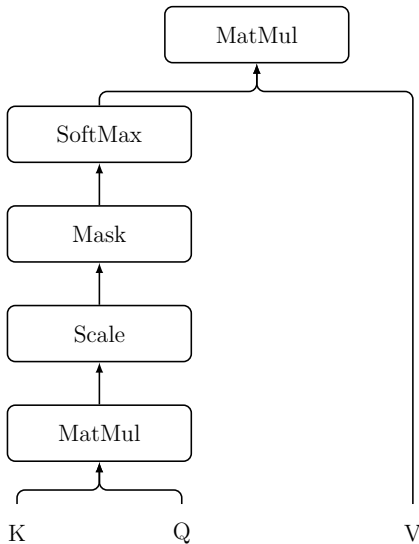 MatMul
SoftMax
Mask
Scale
MatMul
K Q V